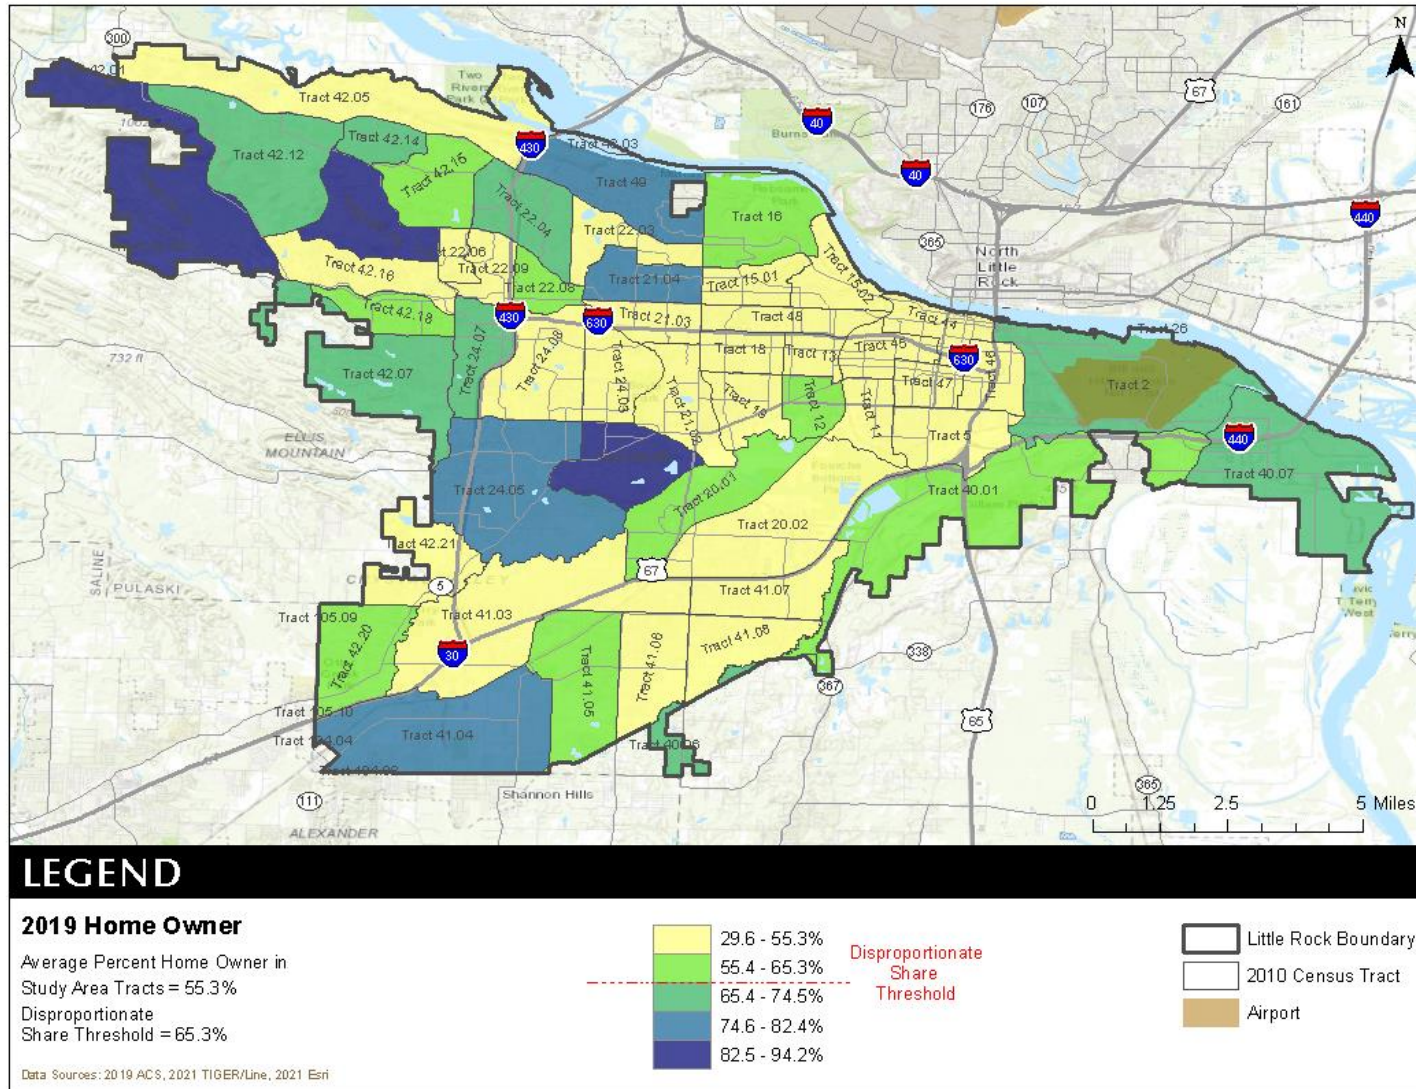 N
300
Two
River
Park
Tract 42.05
67
176
107
161
40
Burns
430
Tract 42.14
Tract 42.12
Tract 42.16
40
Tract 49
Tract 22.04
Tract 16
440
Tract 22.03
365
North
Little
Rock
22.06
Tract 42.16
Tract 22.09
Tract 21.04
Tract 15.01
Tract 15.02
Tract 22.08
Tract 42.18
430
630
Tract 21.03
Tract 48
Tract 44
Tract 26
732 ft
Tract 24.07
Tract 24.08
Tract 18
Tract 13
Tract 45
630
Tract 46
Tract 42.07
Tract 24.03
Tract 47
Tract 2
Tract 21.02
Tract 19
Tract 12
Tract 11
Tract 5
440
ELLIS
MOUNTAIN
Tract 24.05
Tract 20.01
Tract 40.01
Tract 40.07
Tract 20.02
Tract 42.21
SALINE
PULASKI
5
67
Tract 41.07
Tract 105.09
Tract 41.03
Tract 42.20
30
Tract 41.08
338
Tract 41.06
Tract 41.05
367
Tract 105.10
65
Tract 104.04
Tract 41.04
Shannon Hills
365
111
ALEXANDER
0 1.25 2.5 5 Miles
LEGEND
2019 Home Owner
Average Percent Home Owner in
Study Area Tracts = 55.3%
Disproportionate
Share Threshold = 65.3%
Data Sources: 2019 ACS, 2021 TIGER/Line, 2021 Esri
29.6 - 55.3%
55.4 - 65.3%
65.4 - 74.5%
74.6 - 82.4%
82.5 - 94.2%
Disproportionate
Share
Threshold
Little Rock Boundary
2010 Census Tract
Airport